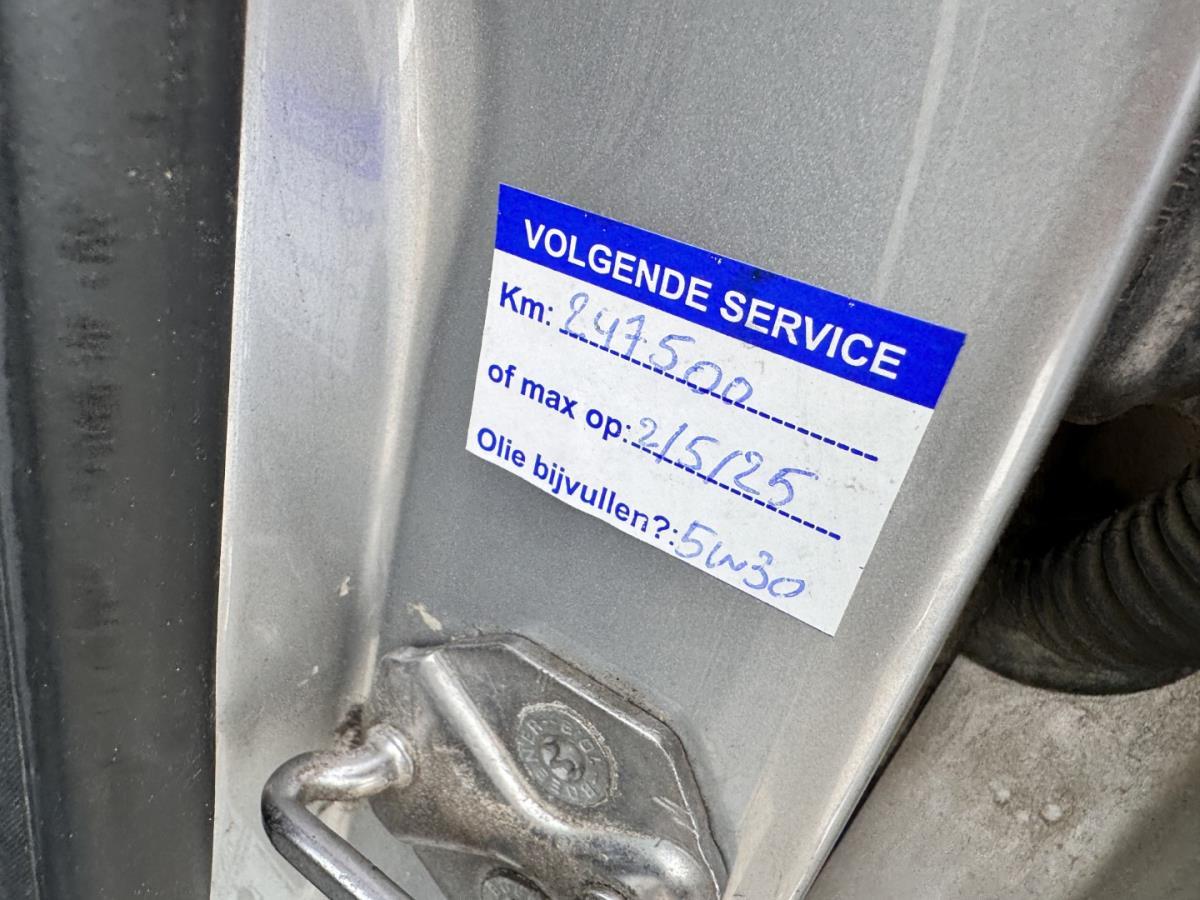 VOLGENDE SERVICE
Km: 247500
of max op: 2/5/25
Olie bijvullen?: 5W30